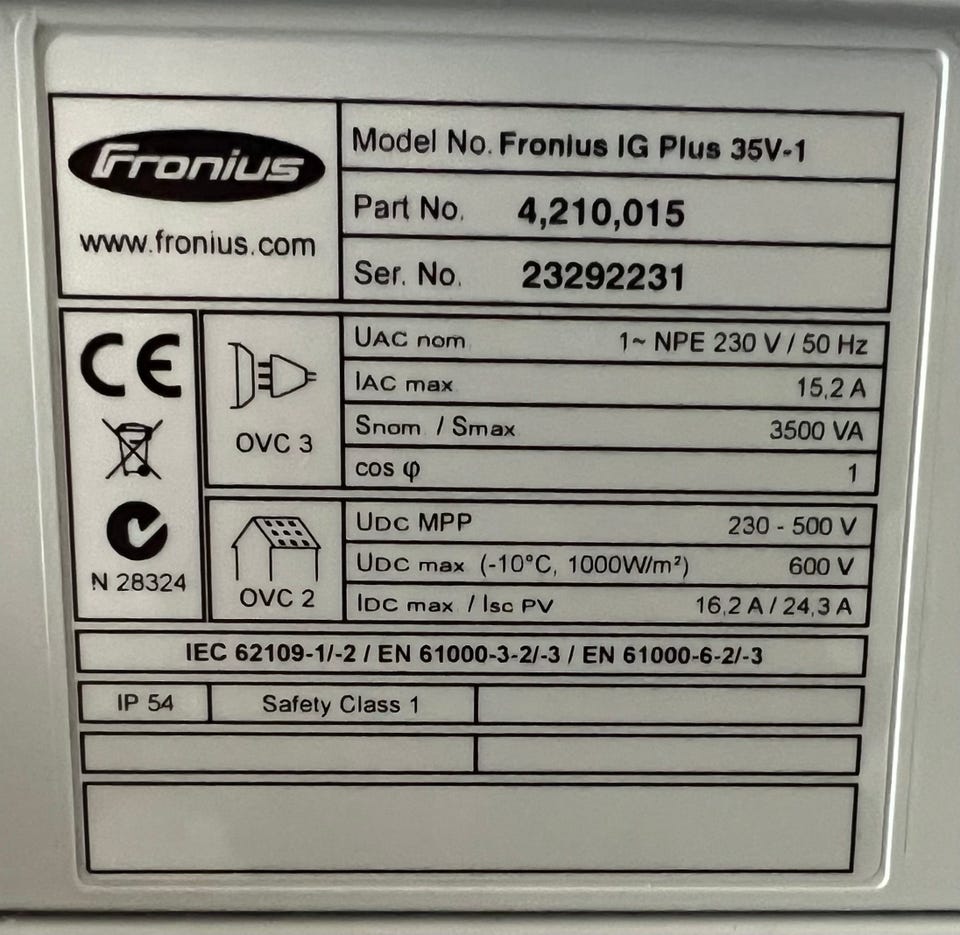 Fronius
www.fronius.com
Model No. Fronius IG Plus 35V-1
Part No. 4,210,015
Ser. No. 23292231
CE
N 28324
OVC 3
UAC nom 1~ NPE 230 V / 50 Hz
IAC max 15,2 A
Snom / Smax 3500 VA
cos φ 1
OVC 2
UDC MPP 230 - 500 V
UDC max (-10°C, 1000W/m²) 600 V
IDC max / Isc PV 16,2 A / 24,3 A
IEC 62109-1/-2 / EN 61000-3-2/-3 / EN 61000-6-2/-3
IP 54 Safety Class 1